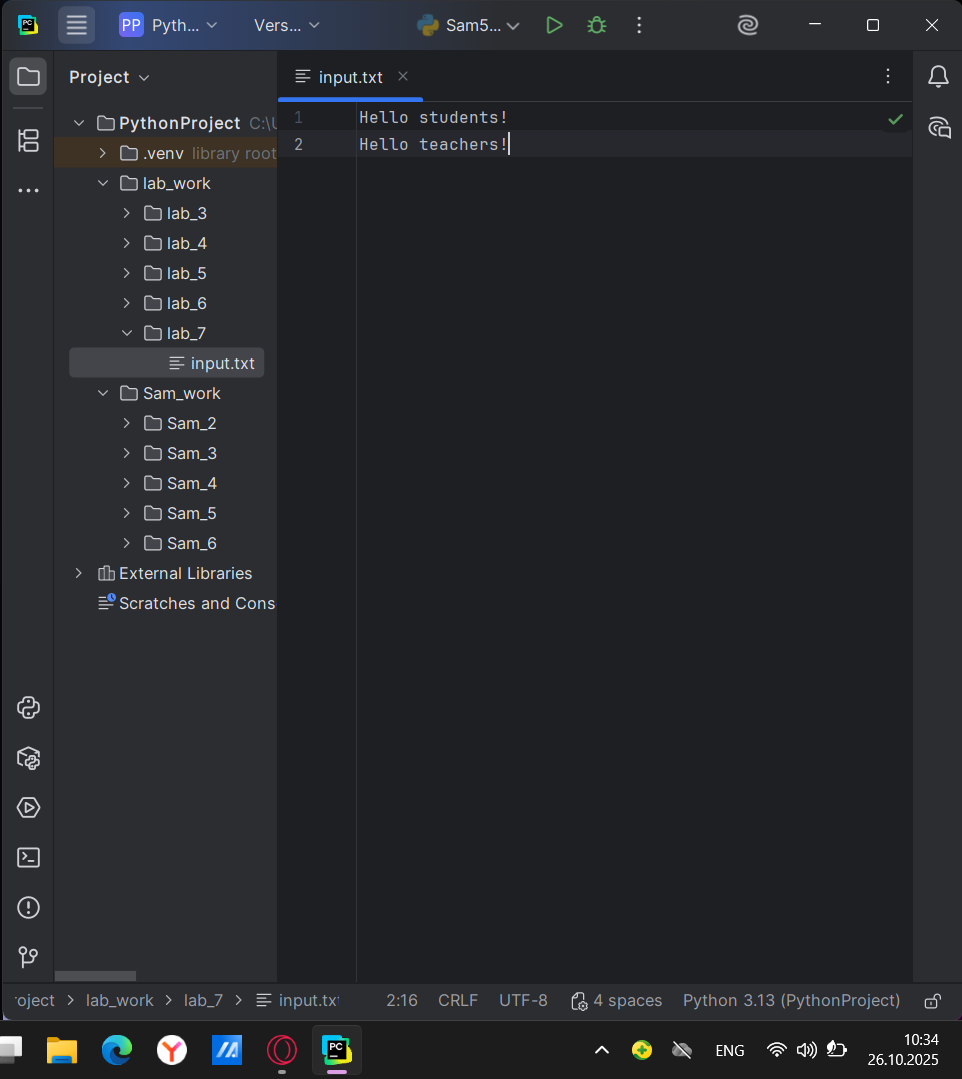 PC PP Pyth... Vers... Sam5...
Project
input.txt
PythonProject C:\U
.venv library root
lab_work
lab_3
lab_4
lab_5
lab_6
lab_7
input.txt
Sam_work
Sam_2
Sam_3
Sam_4
Sam_5
Sam_6
External Libraries
Scratches and Cons
1 Hello students!
2 Hello teachers!
roject > lab_work > lab_7 > input.txt 2:16 CRLF UTF-8 4 spaces Python 3.13 (PythonProject)
PC ENG 10:34
26.10.2025